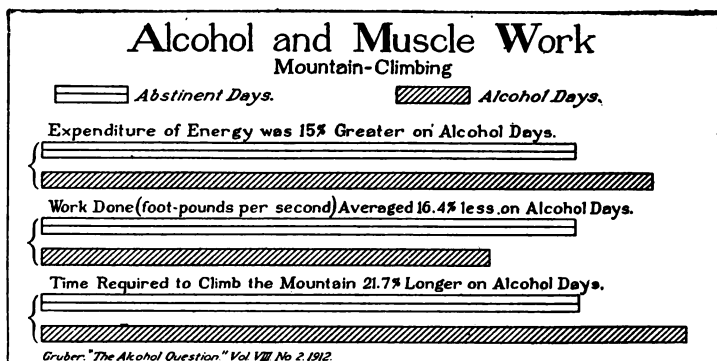 Alcohol and Muscle Work
Mountain-Climbing
Abstinent Days. Alcohol Days.
Expenditure of Energy was 15% Greater on Alcohol Days.
Work Done (foot-pounds per second) Averaged 16.4% less on Alcohol Days.
Time Required to Climb the Mountain 21.7% Longer on Alcohol Days.
Gruber. "The Alcohol Question." Vol. VIII No 2. 1912.